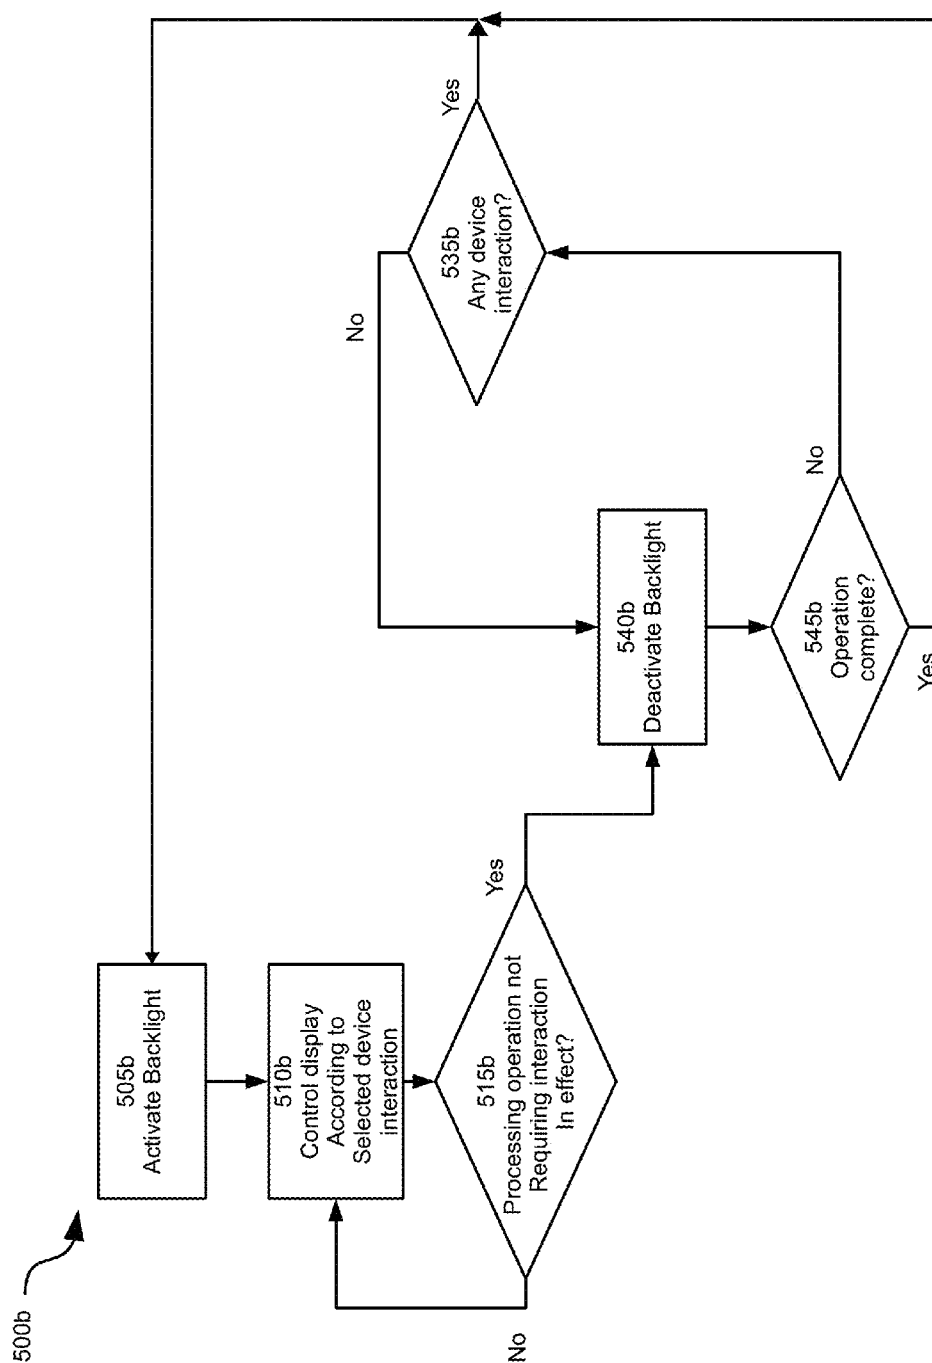 500b
505b
Activate Backlight
510b
Control display
According to
Selected device
interaction
515b
Processing operation not
Requiring interaction
In effect?
No
Yes
540b
Deactivate Backlight
545b
Operation
complete?
Yes
No
535b
Any device
interaction?
No
Yes